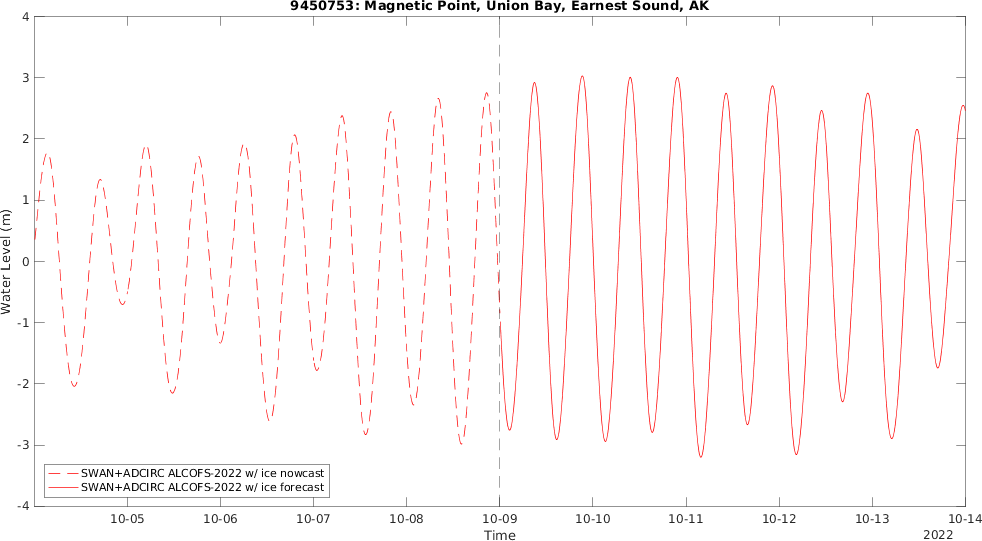 9450753: Magnetic Point, Union Bay, Earnest Sound, AK
4
3
2
1
0
-1
-2
-3
-4
Water Level (m)
SWAN+ADCIRC ALCOFS-2022 w/ ice nowcast
SWAN+ADCIRC ALCOFS-2022 w/ ice forecast
10-05 10-06 10-07 10-08 10-09 10-10 10-11 10-12 10-13 10-14
Time
2022